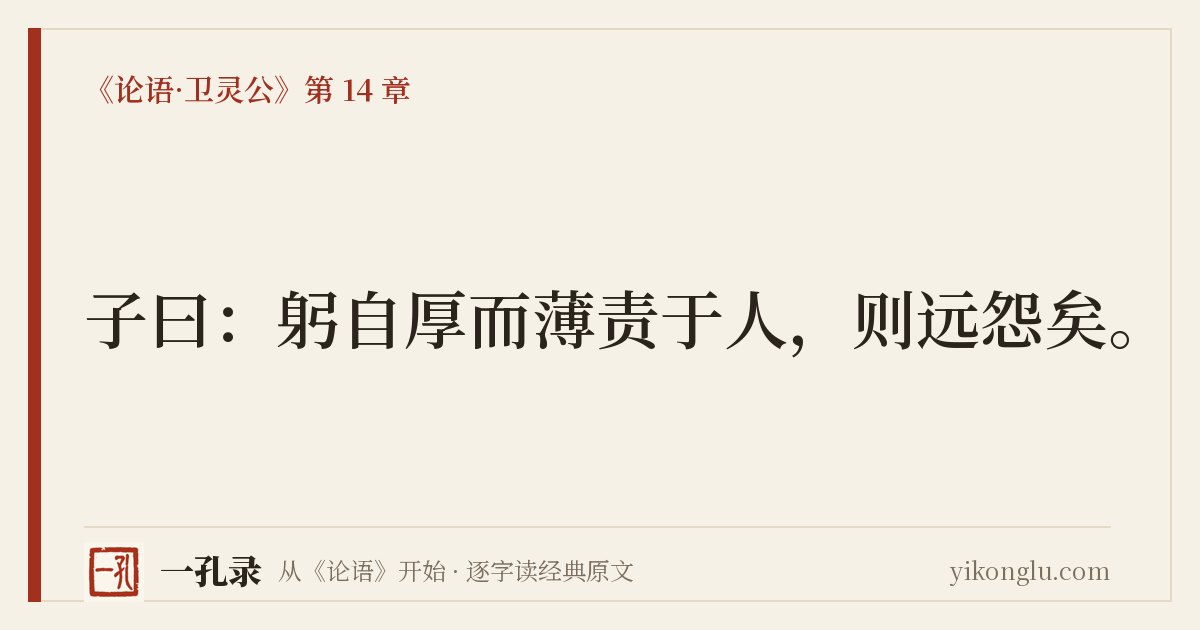 《论语·卫灵公》第 14 章
子曰：躬自厚而薄责于人，则远怨矣。
一孔
一孔录 从《论语》开始 · 逐字读经典原文 yikonglu.com